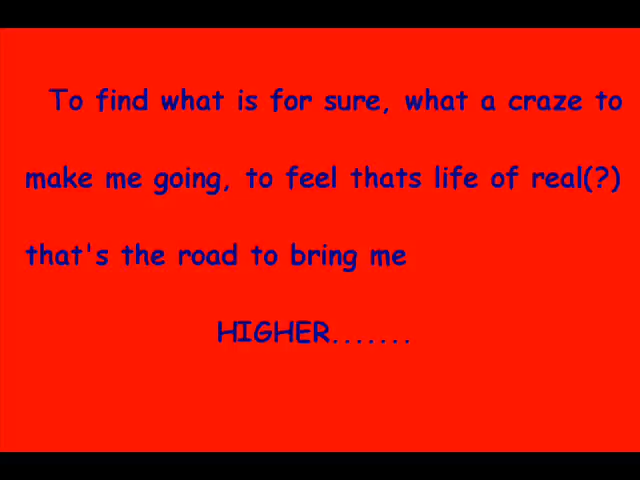 To find what is for sure, what a craze to
make me going, to feel thats life of real(?)
that's the road to bring me
HIGHER.......